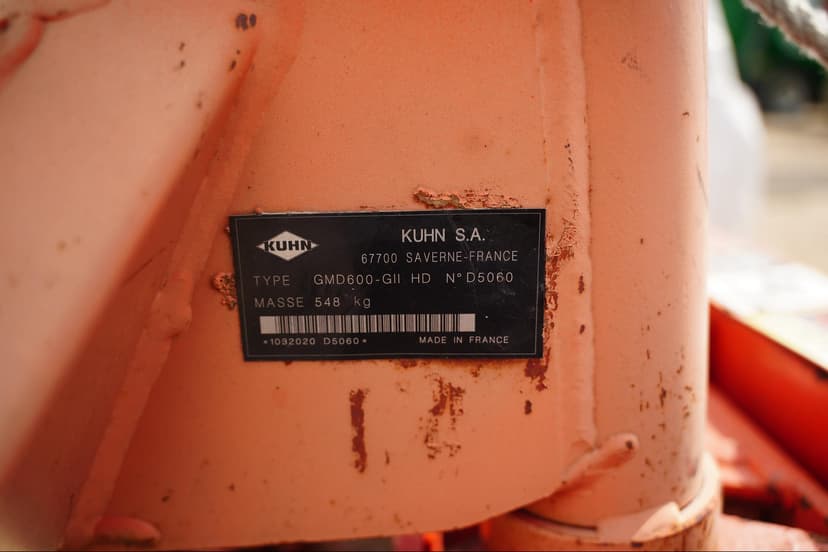 KUHN
KUHN S.A.
67700 SAVERNE-FRANCE
TYPE GMD600-GII HD N° D5060
MASSE 548 kg
*1032020 D5060*
MADE IN FRANCE